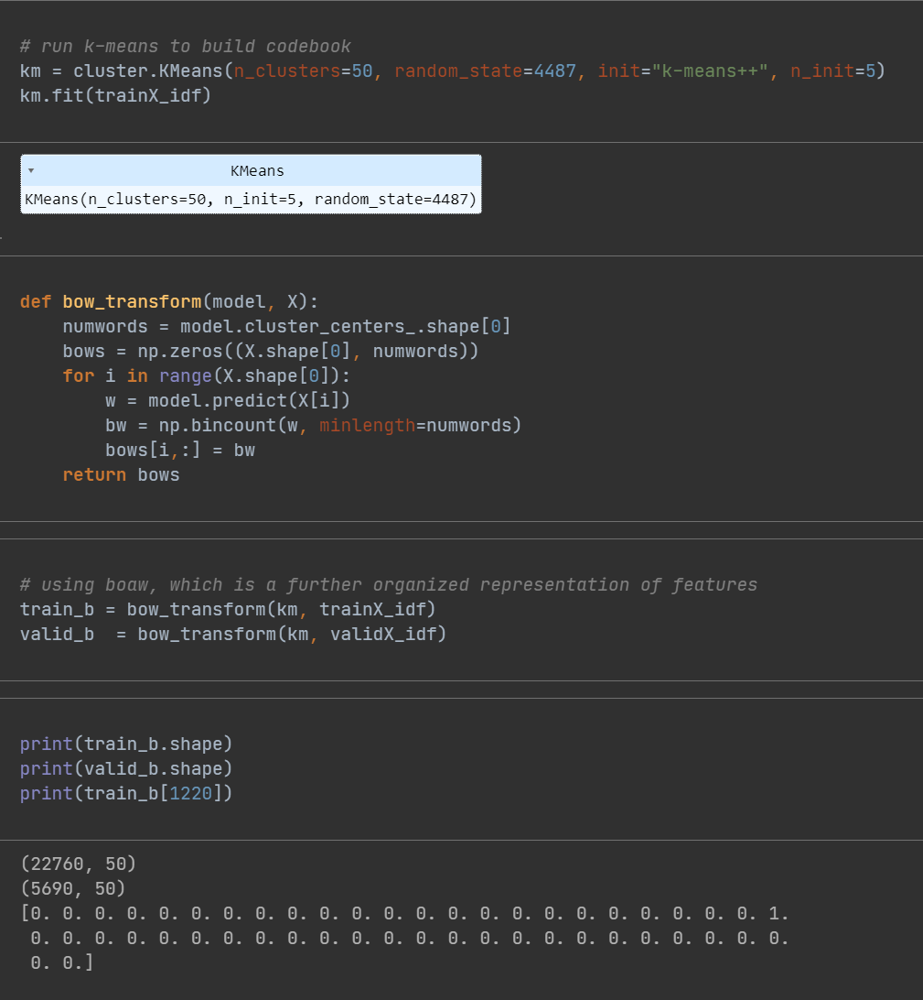 # run k-means to build codebook
km = cluster.KMeans(n_clusters=50, random_state=4487, init="k-means++", n_init=5)
km.fit(trainX_idf)
KMeans
KMeans(n_clusters=50, n_init=5, random_state=4487)
def bow_transform(model, X):
    numwords = model.cluster_centers_.shape[0]
    bows = np.zeros((X.shape[0], numwords))
    for i in range(X.shape[0]):
        w = model.predict(X[i])
        bw = np.bincount(w, minlength=numwords)
        bows[i,:] = bw
    return bows
# using boaw, which is a further organized representation of features
train_b = bow_transform(km, trainX_idf)
valid_b  = bow_transform(km, validX_idf)
print(train_b.shape)
print(valid_b.shape)
print(train_b[1220])
(22760, 50)
(5690, 50)
[0. 0. 0. 0. 0. 0. 0. 0. 0. 0. 0. 0. 0. 0. 0. 0. 0. 0. 0. 0. 0. 0. 0. 1.
 0. 0. 0. 0. 0. 0. 0. 0. 0. 0. 0. 0. 0. 0. 0. 0. 0. 0. 0. 0. 0. 0. 0. 0.
 0. 0.]